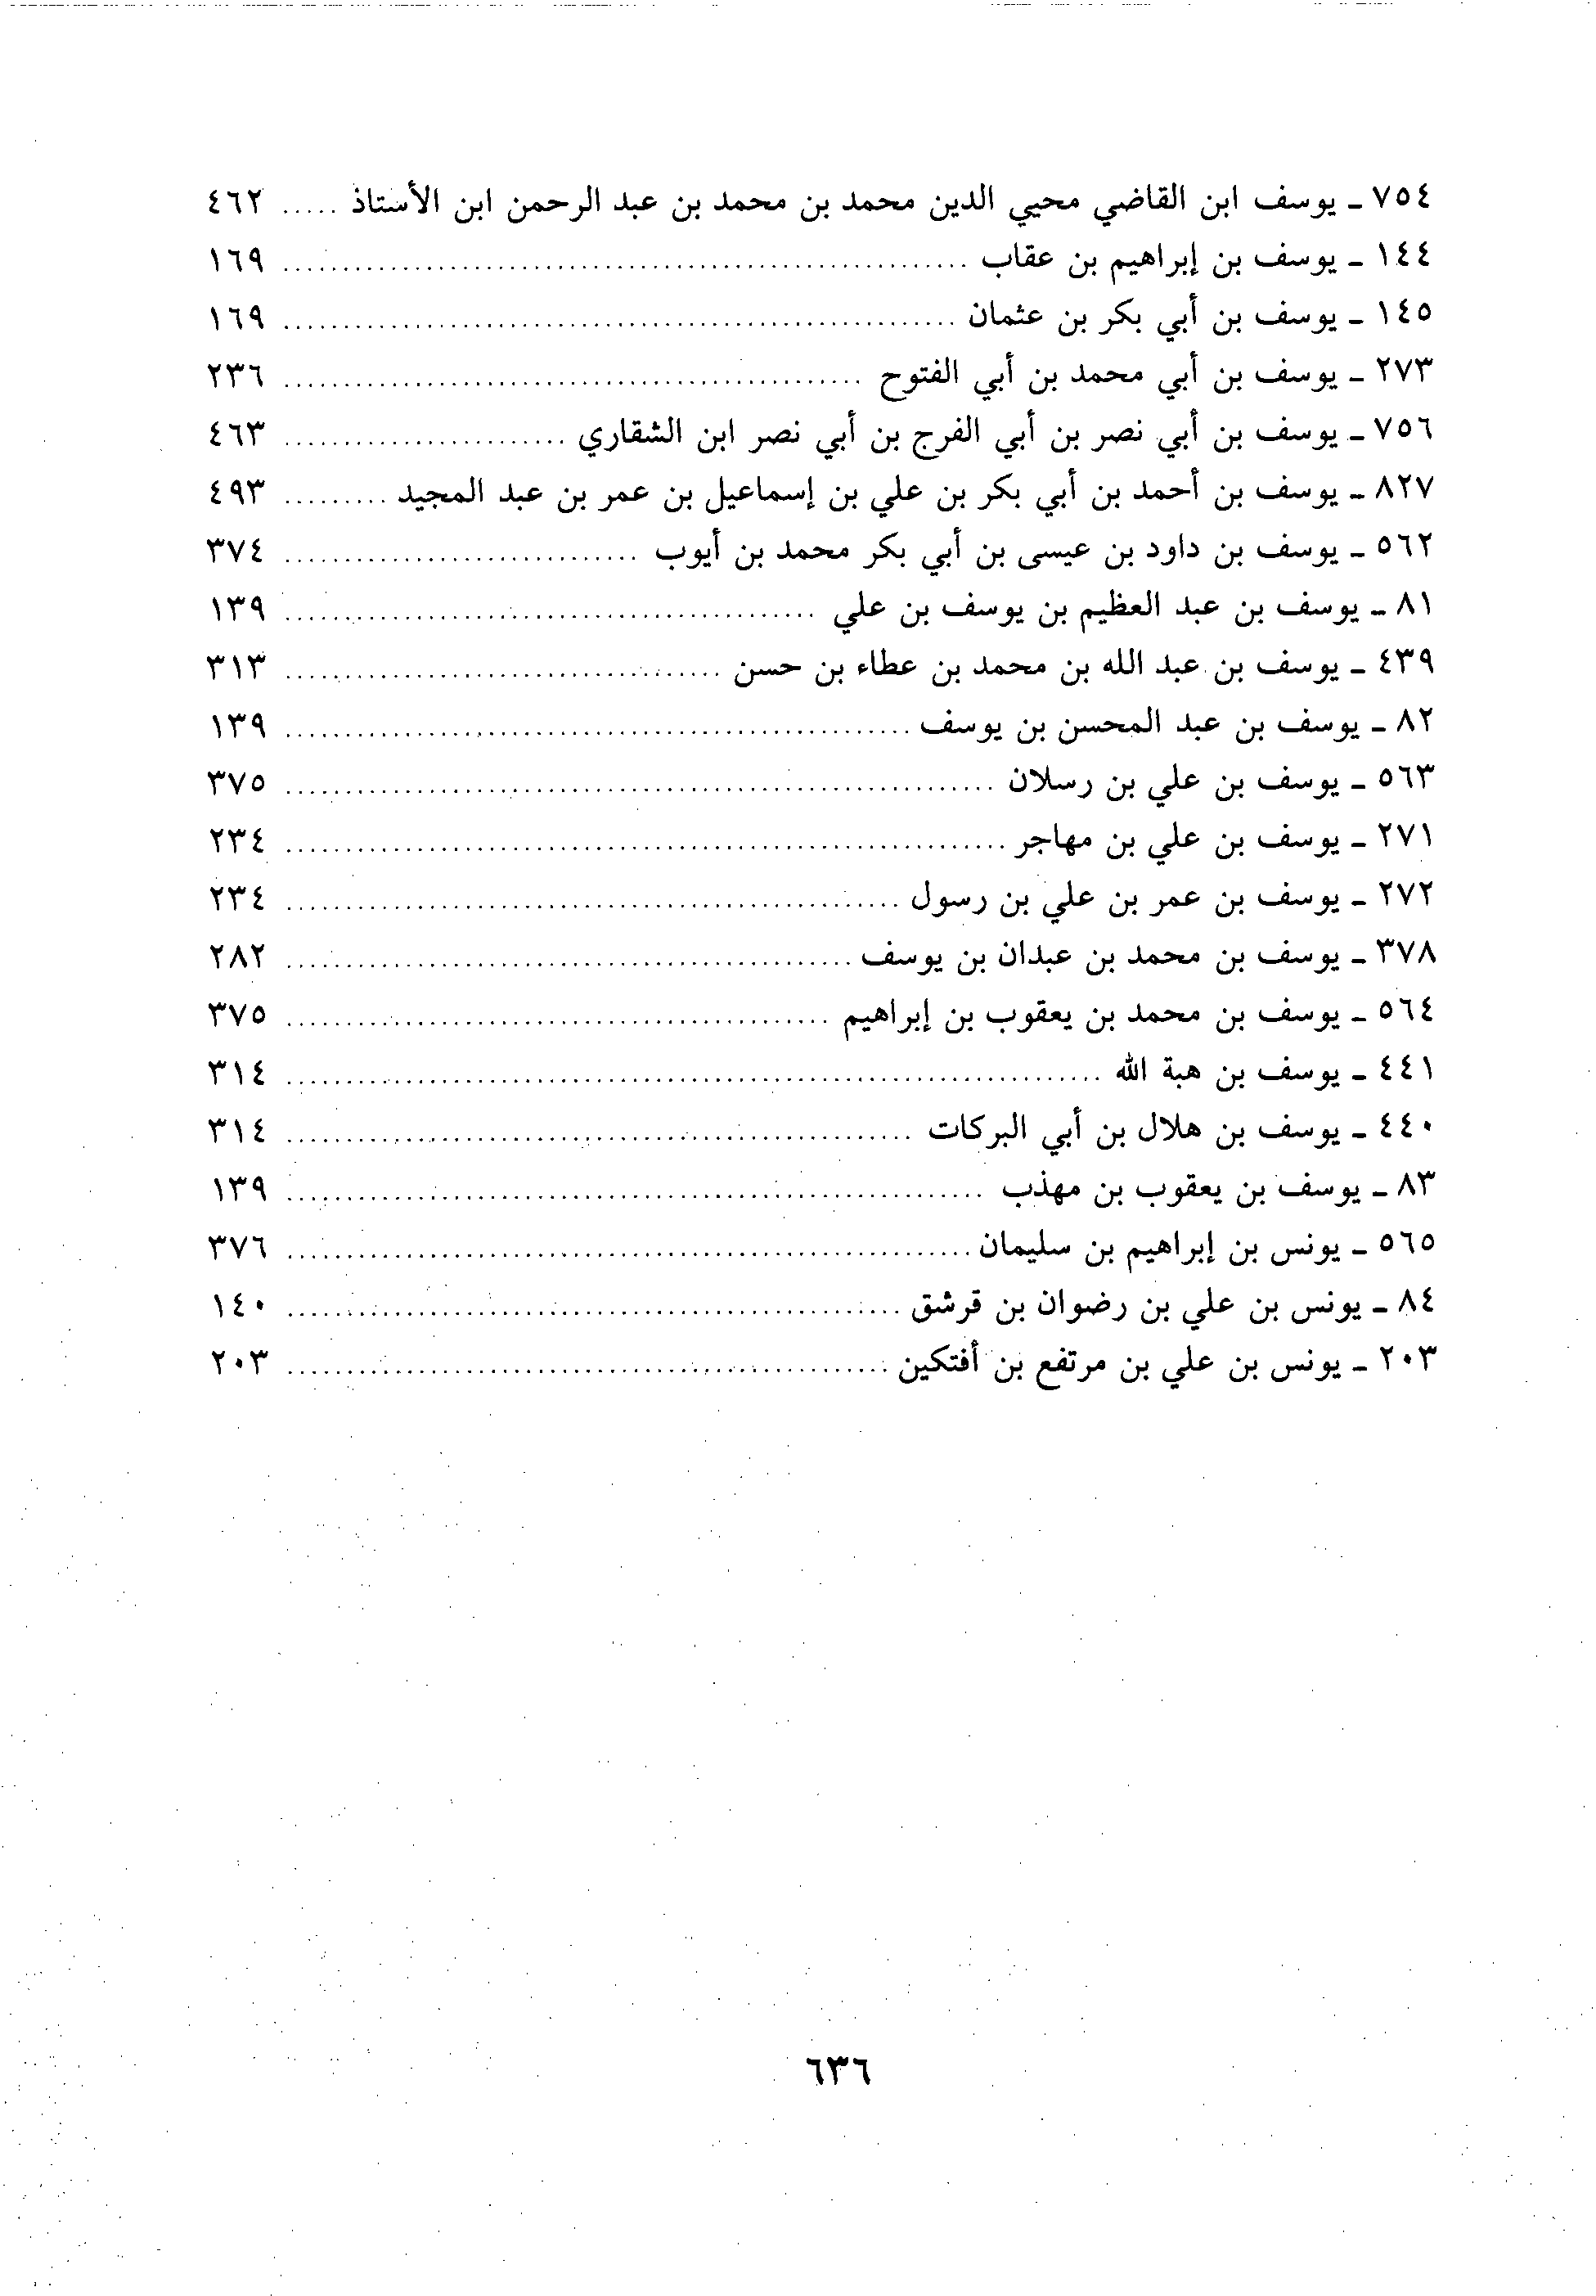 ٧٥٤ ـ يوسف ابن القاضي محيي الدين محمد بن محمد بن عبد الرحمن ابن الأستاذ ..... ٤٦٢
١٤٤ ـ يوسف بن إبراهيم بن عقاب ..... ١٦٩
١٤٥ ـ يوسف بن أبي بكر بن عثمان ..... ١٦٩
٢٧٣ ـ يوسف بن أبي محمد بن أبي الفتوح ..... ٢٣٦
٧٥٦ ـ يوسف بن أبي نصر بن أبي الفرج بن أبي نصر ابن الشقاري ..... ٤٦٣
٨٢٧ ـ يوسف بن أحمد بن أبي بكر بن علي بن إسماعيل بن عمر بن عبد المجيد ..... ٤٩٣
٥٦٢ ـ يوسف بن داود بن عيسى بن أبي بكر محمد بن أيوب ..... ٣٧٤
٨١ ـ يوسف بن عبد العظيم بن يوسف بن علي ..... ١٣٩
٤٣٩ ـ يوسف بن عبد الله بن محمد بن عطاء بن حسن ..... ٣١٣
٨٢ ـ يوسف بن عبد المحسن بن يوسف ..... ١٣٩
٥٦٣ ـ يوسف بن علي بن رسلان ..... ٣٧٥
٢٧١ ـ يوسف بن علي بن مهاجر ..... ٢٣٤
٢٧٢ ـ يوسف بن عمر بن علي بن رسول ..... ٢٣٤
٣٧٨ ـ يوسف بن محمد بن عبدان بن يوسف ..... ٢٨٢
٥٦٤ ـ يوسف بن محمد بن يعقوب بن إبراهيم ..... ٣٧٥
٤٤١ ـ يوسف بن هبة الله ..... ٣١٤
٤٤٠ ـ يوسف بن هلال بن أبي البركات ..... ٣١٤
٨٣ ـ يوسف بن يعقوب بن مهذب ..... ١٣٩
٥٦٥ ـ يونس بن إبراهيم بن سليمان ..... ٣٧٦
٨٤ ـ يونس بن علي بن رضوان بن قرشق ..... ١٤٠
٢٠٣ ـ يونس بن علي بن مرتفع بن أفتكين ..... ٢٠٣
٦٣٦